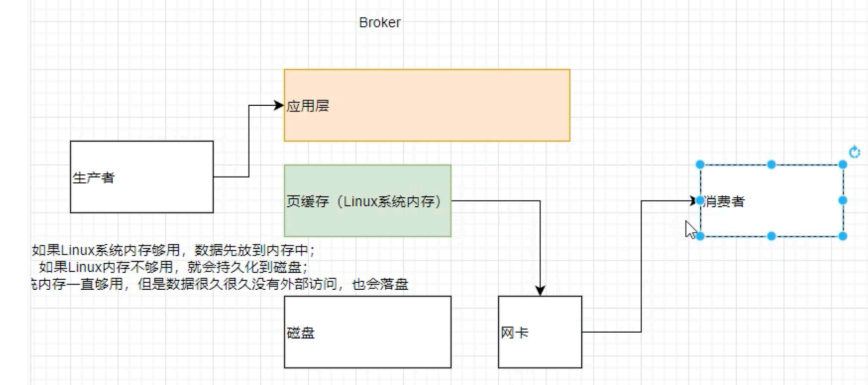 Broker
应用层
生产者
页缓存（Linux系统内存）
消费者
如果Linux系统内存够用，数据先放到内存中；
如果Linux内存不够用，就会持久化到磁盘；
统内存一直够用，但是数据很久很久没有外部访问，也会落盘
磁盘
网卡